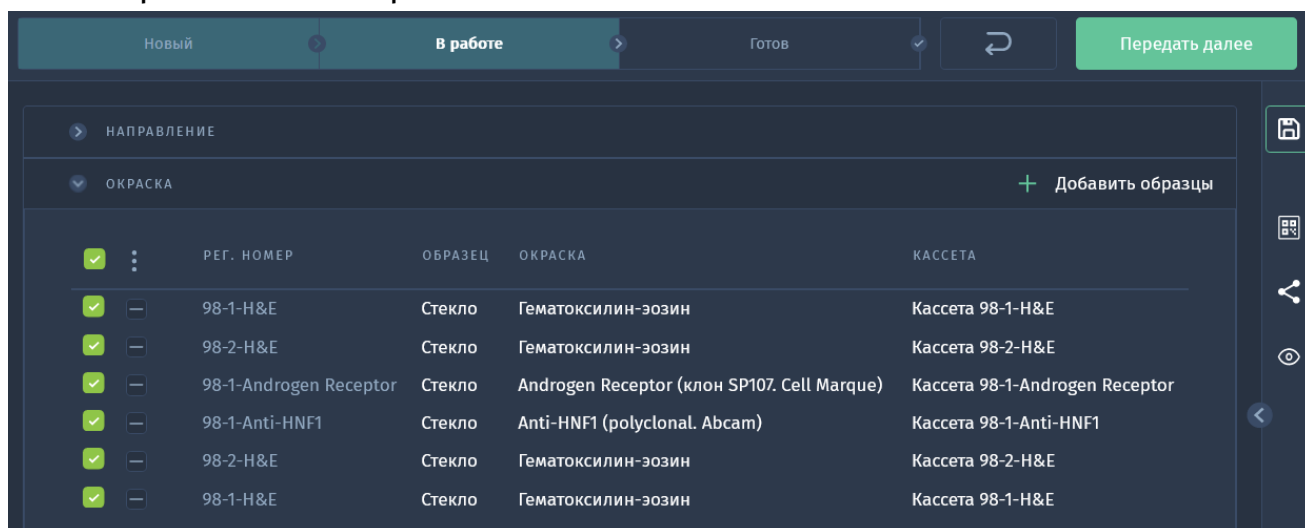 Новый В работе Готов Передать далее
НАПРАВЛЕНИЕ
ОКРАСКА Добавить образцы
РЕГ. НОМЕР ОБРАЗЕЦ ОКРАСКА КАССЕТА
98-1-H&E Стекло Гематоксилин-эозин Кассета 98-1-H&E
98-2-H&E Стекло Гематоксилин-эозин Кассета 98-2-H&E
98-1-Androgen Receptor Стекло Androgen Receptor (клон SP107. Cell Marque) Кассета 98-1-Androgen Receptor
98-1-Anti-HNF1 Стекло Anti-HNF1 (polyclonal. Abcam) Кассета 98-1-Anti-HNF1
98-2-H&E Стекло Гематоксилин-эозин Кассета 98-2-H&E
98-1-H&E Стекло Гематоксилин-эозин Кассета 98-1-H&E